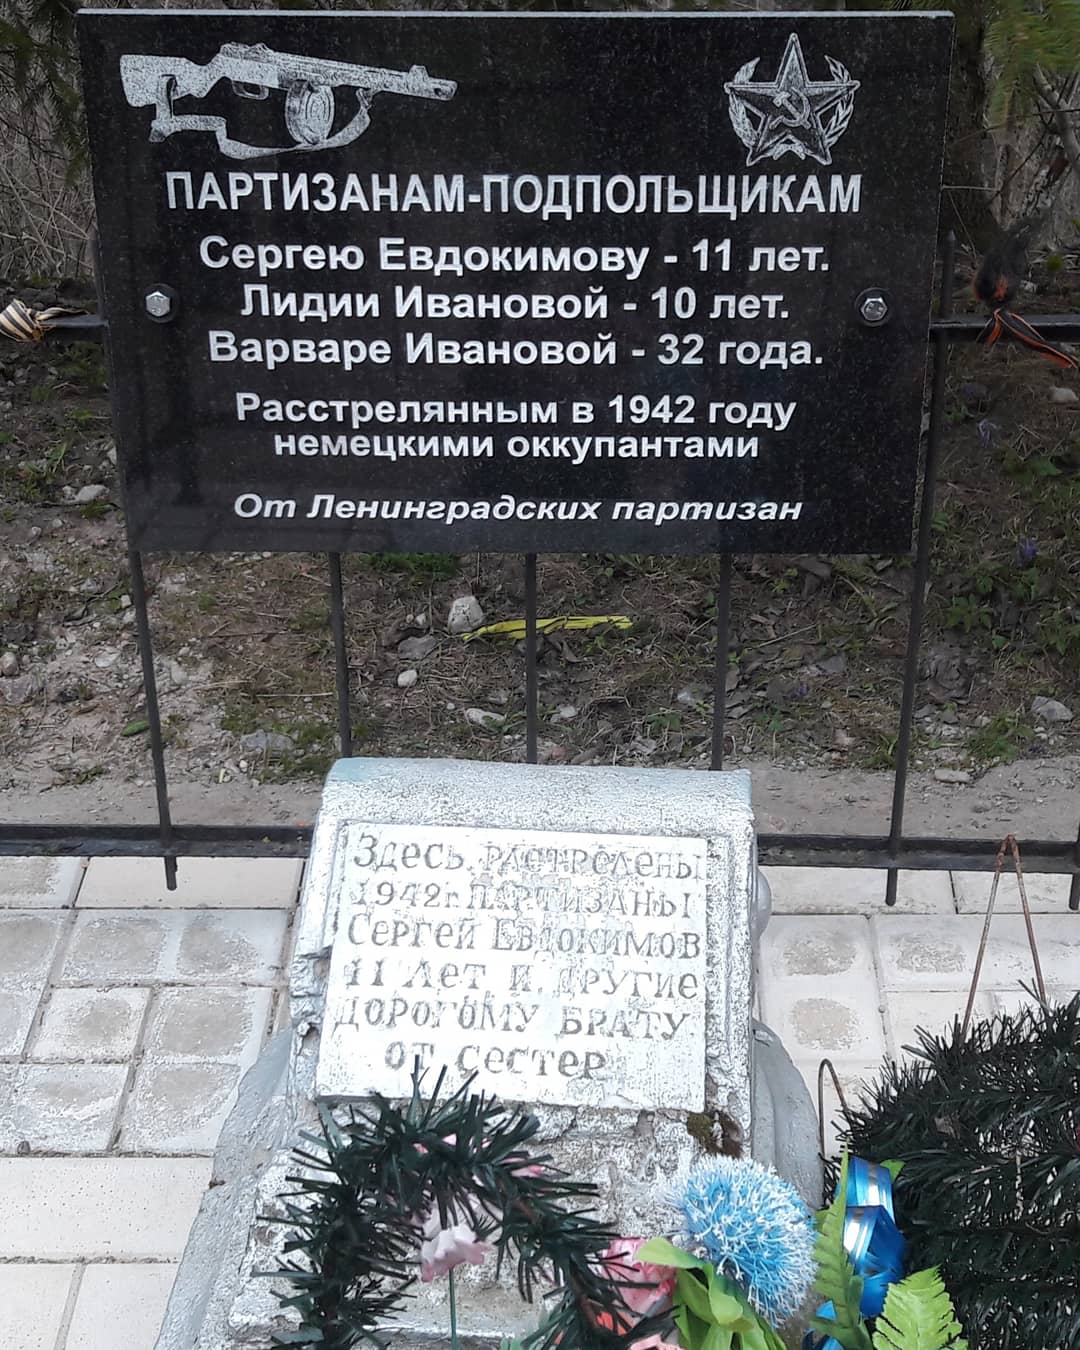 ПАРТИЗАНАМ-ПОДПОЛЬЩИКАМ
Сергею Евдокимову - 11 лет.
Лидии Ивановой - 10 лет.
Варваре Ивановой - 32 года.
Расстрелянным в 1942 году
немецкими оккупантами
От Ленинградских партизан
Здесь растрелены
1942г. партизаны
Сергей Евдокимов
11 лет и другие
дорогому брату
от сестер